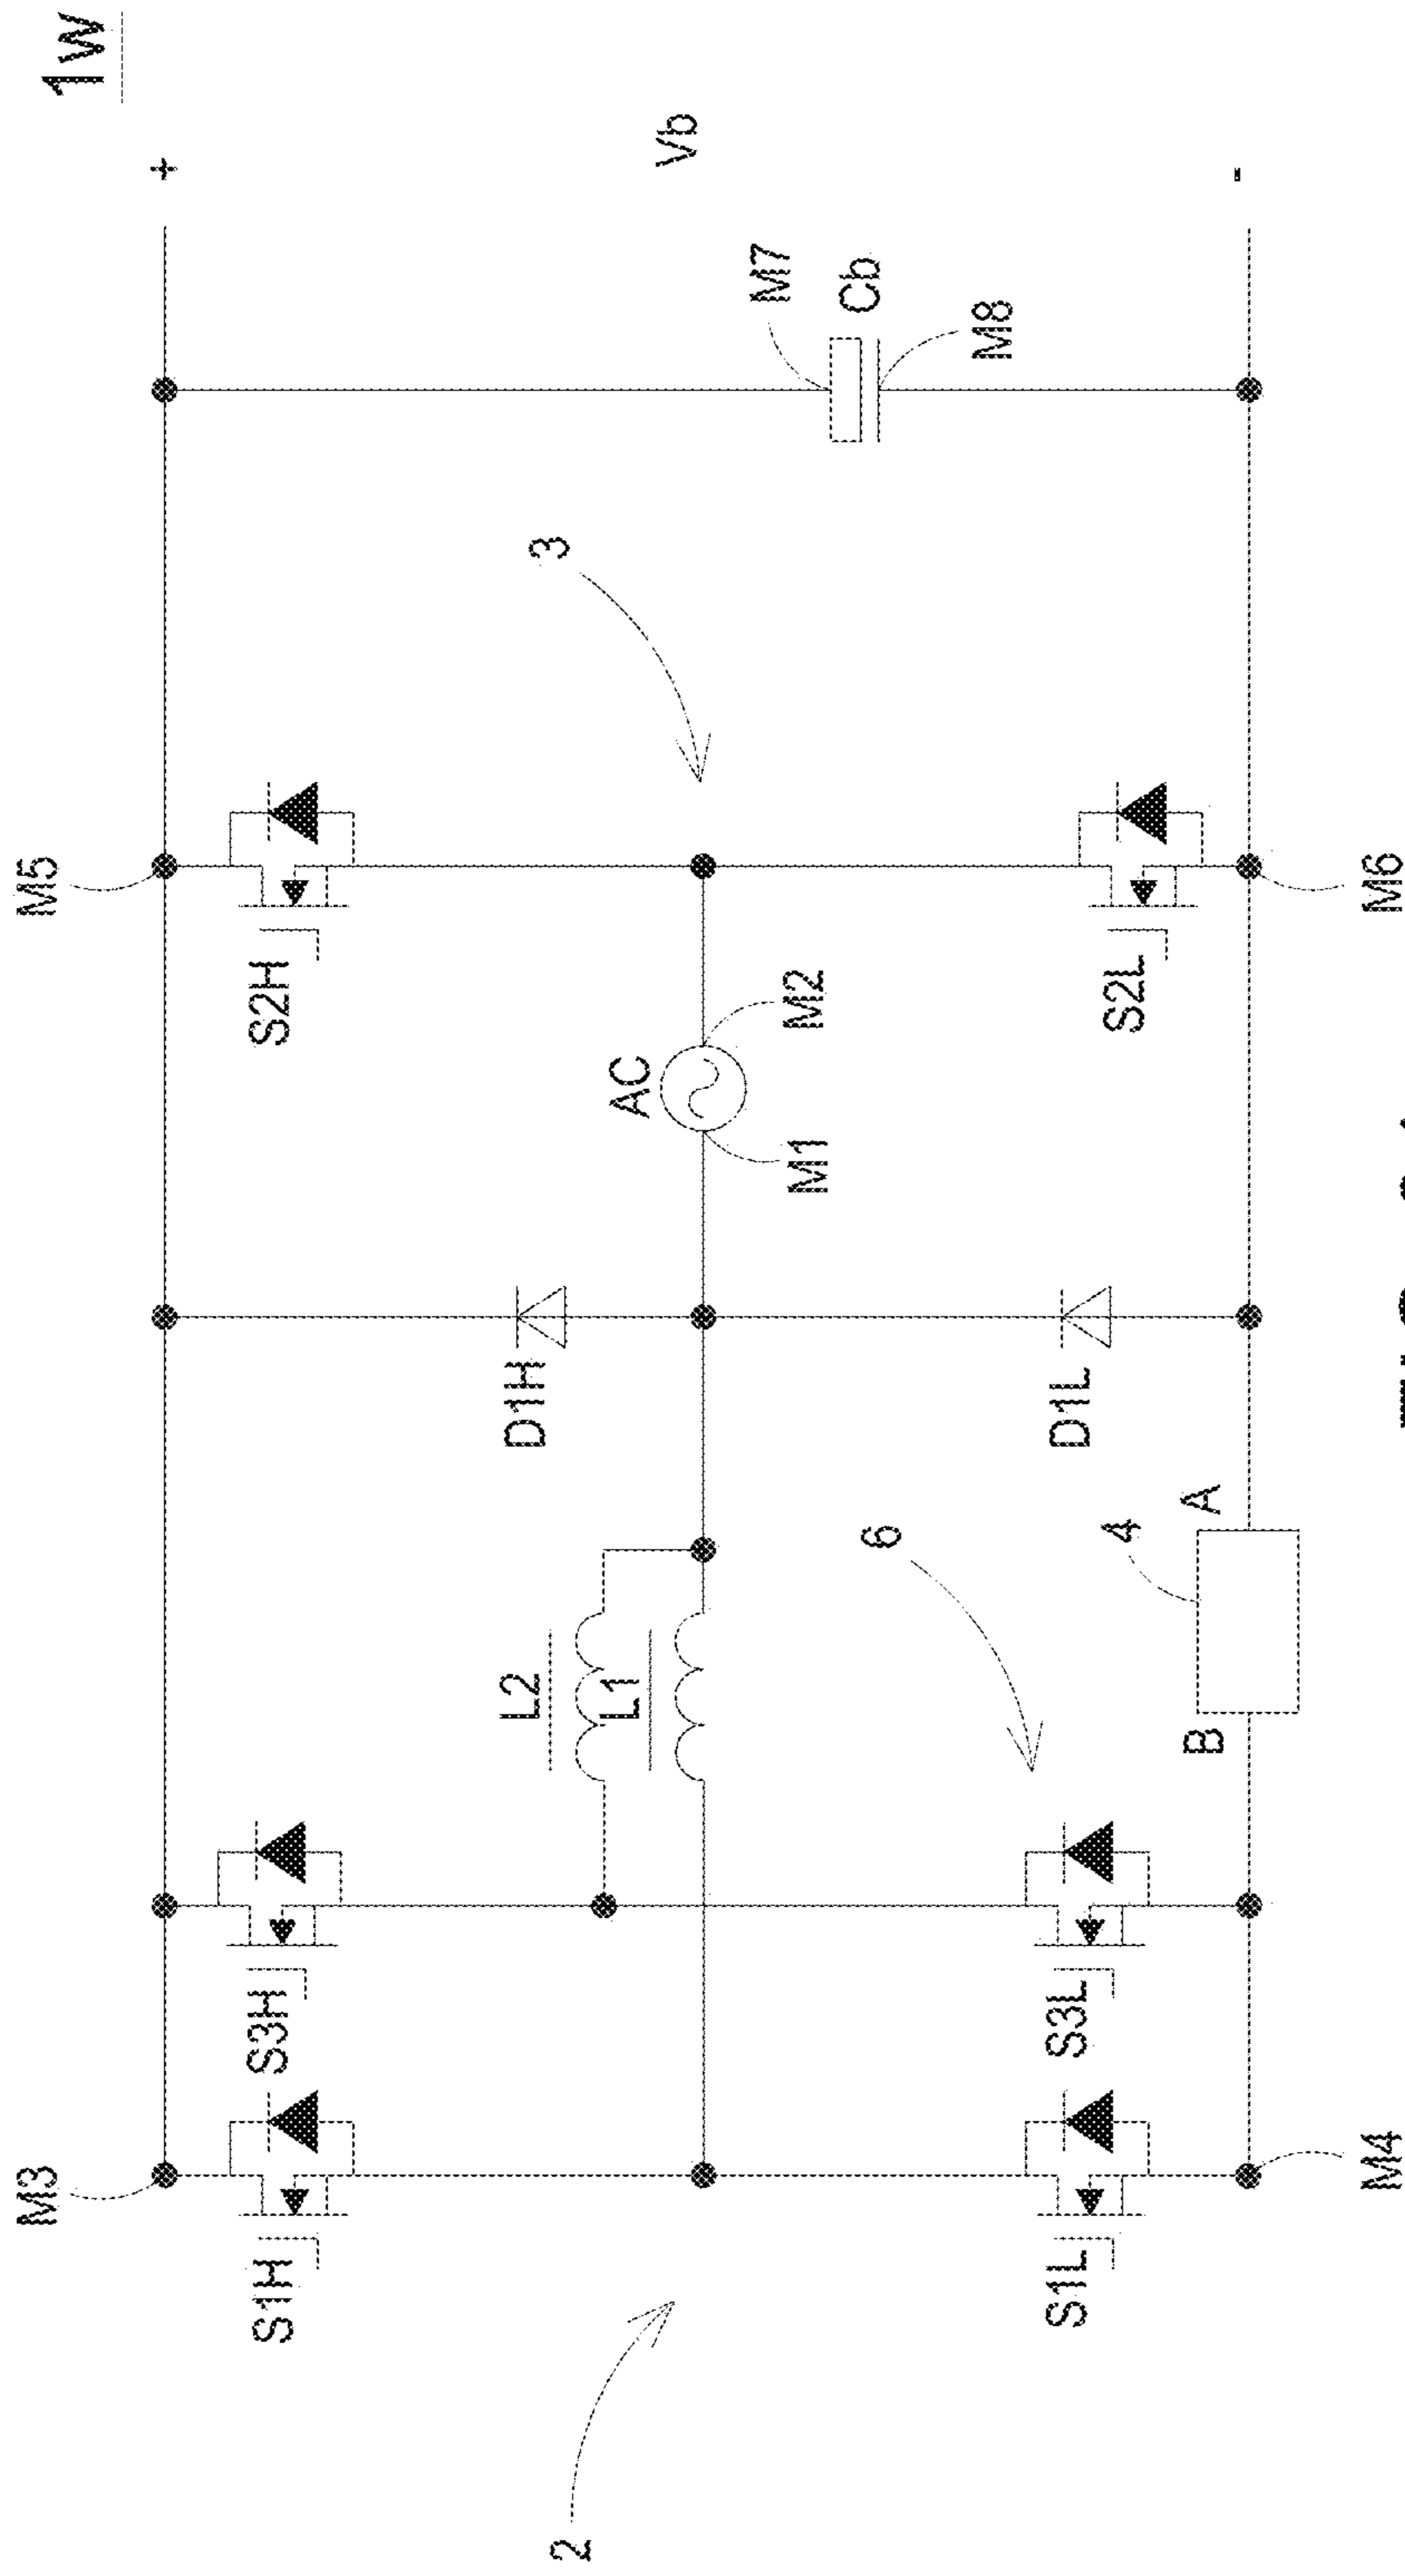 1w
M3
M5
+
S1H
S3H
S2H
L2
L1
D1H
AC
M1
M2
3
Vb
M7
Cb
M8
2
6
S1L
S3L
D1L
S2L
B
4
A
-
M4
M6